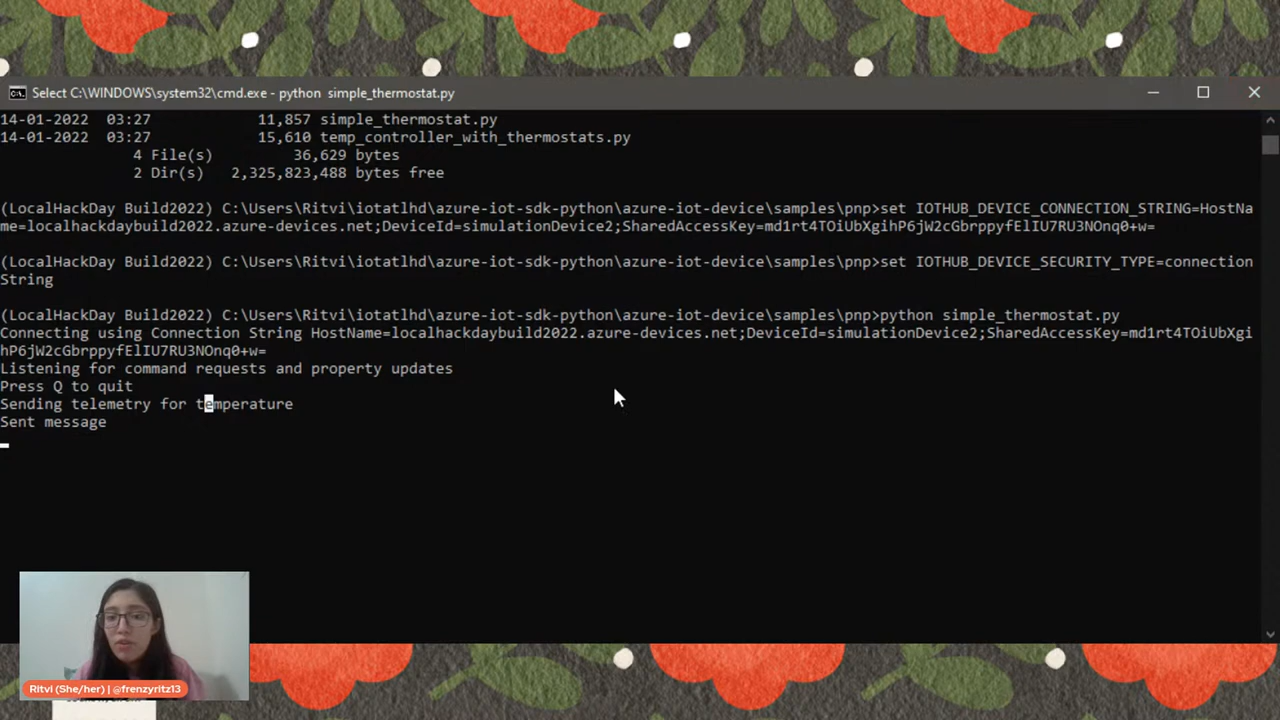 Select C:\WINDOWS\system32\cmd.exe - python  simple_thermostat.py
14-01-2022  03:27            11,857 simple_thermostat.py
14-01-2022  03:27            15,610 temp_controller_with_thermostats.py
4 File(s)         36,629 bytes
2 Dir(s)   2,325,823,488 bytes free
(LocalHackDay Build2022) C:\Users\Ritvi\iotatlhd\azure-iot-sdk-python\azure-iot-device\samples\pnp>set IOTHUB_DEVICE_CONNECTION_STRING=HostNa
me=localhackdaybuild2022.azure-devices.net;DeviceId=simulationDevice2;SharedAccessKey=md1rt4TOiUbXgihP6jW2cGbrppyfElIU7RU3NOnq0+w=
(LocalHackDay Build2022) C:\Users\Ritvi\iotatlhd\azure-iot-sdk-python\azure-iot-device\samples\pnp>set IOTHUB_DEVICE_SECURITY_TYPE=connection
String
(LocalHackDay Build2022) C:\Users\Ritvi\iotatlhd\azure-iot-sdk-python\azure-iot-device\samples\pnp>python simple_thermostat.py
Connecting using Connection String HostName=localhackdaybuild2022.azure-devices.net;DeviceId=simulationDevice2;SharedAccessKey=md1rt4TOiUbXgi
hP6jW2cGbrppyfElIU7RU3NOnq0+w=
Listening for command requests and property updates
Press Q to quit
Sending telemetry for temperature
Sent message
Ritvi (She/her) | @frenzyritz13